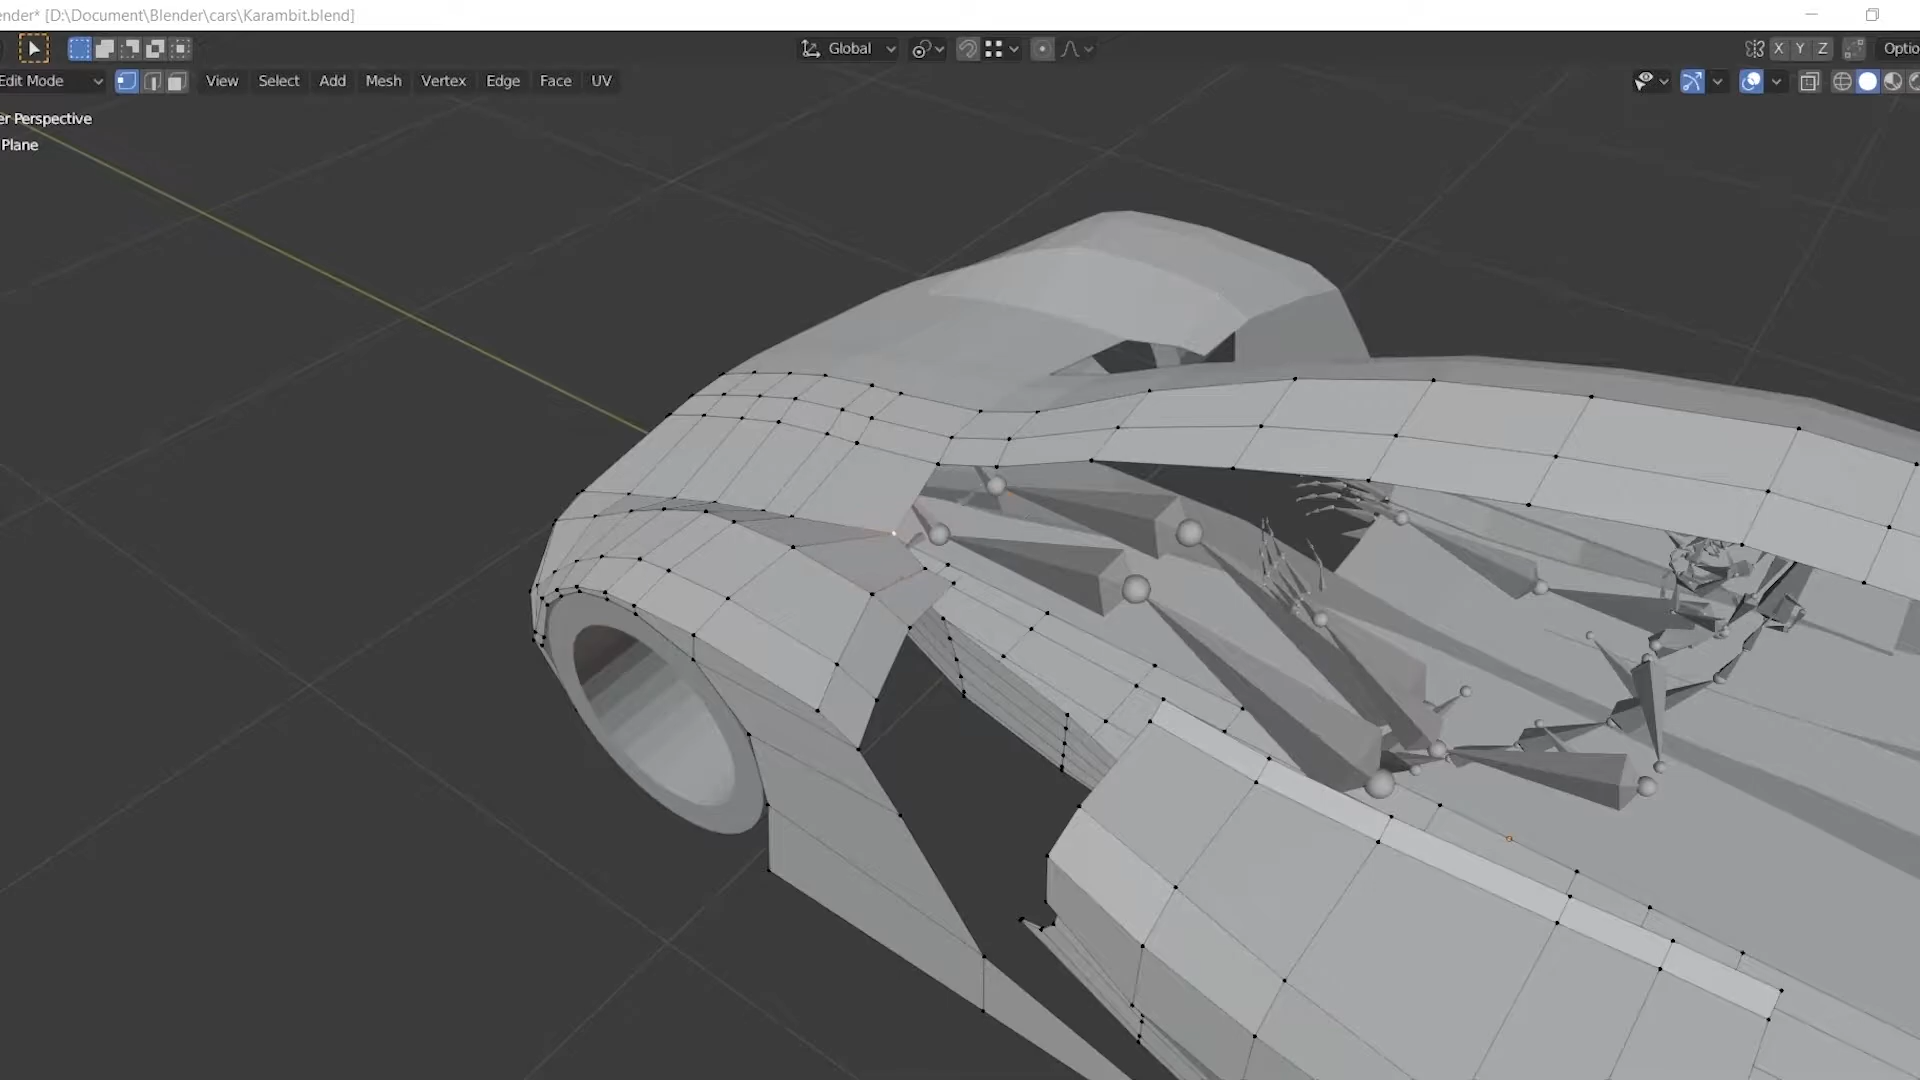 ender* [D:\Document\Blender\cars\Karambit.blend]
Global X Y Z Optio
Edit Mode View Select Add Mesh Vertex Edge Face UV
er Perspective
Plane